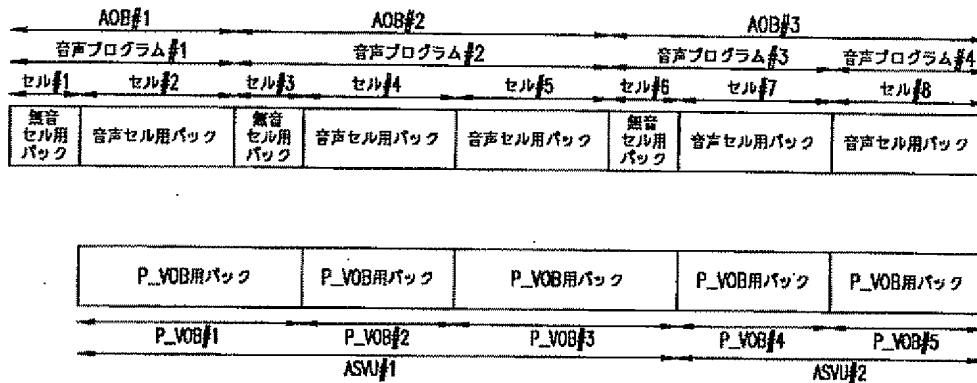 AOB#1 AOB#2 AOB#3
音声プログラム#1 音声プログラム#2 音声プログラム#3 音声プログラム#4
セル#1 セル#2 セル#3 セル#4 セル#5 セル#6 セル#7 セル#8
無音セル用パック 音声セル用パック 無音セル用パック 音声セル用パック 音声セル用パック 無音セル用パック 音声セル用パック 音声セル用パック
P_VOB用パック P_VOB用パック P_VOB用パック P_VOB用パック P_VOB用パック
P_VOB#1 P_VOB#2 P_VOB#3 P_VOB#4 P_VOB#5
ASVU#1 ASVU#2